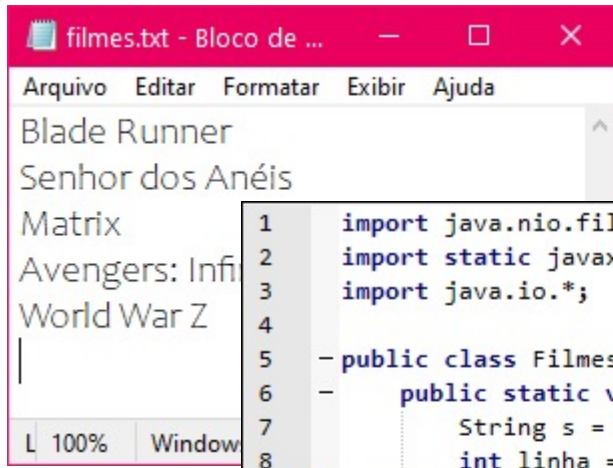 filmes.txt - Bloco de ...
Arquivo Editar Formatar Exibir Ajuda
Blade Runner
Senhor dos Anéis
Matrix
Avengers: Infi
World War Z
L 100% Window
1 import java.nio.fil
2 import static javax
3 import java.io.*;
4
5 public class Filmes
6 public static v
7 String s =
8 int linha =